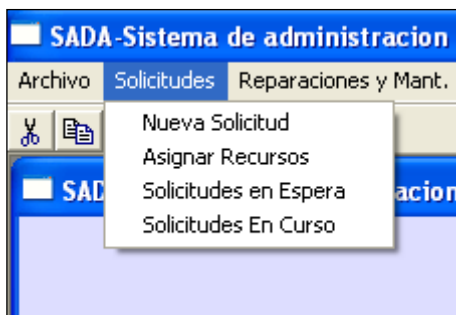 SADA-Sistema de administracion
Archivo Solicitudes Reparaciones y Mant.
Nueva Solicitud
Asignar Recursos
Solicitudes en Espera
Solicitudes En Curso
SAD acion